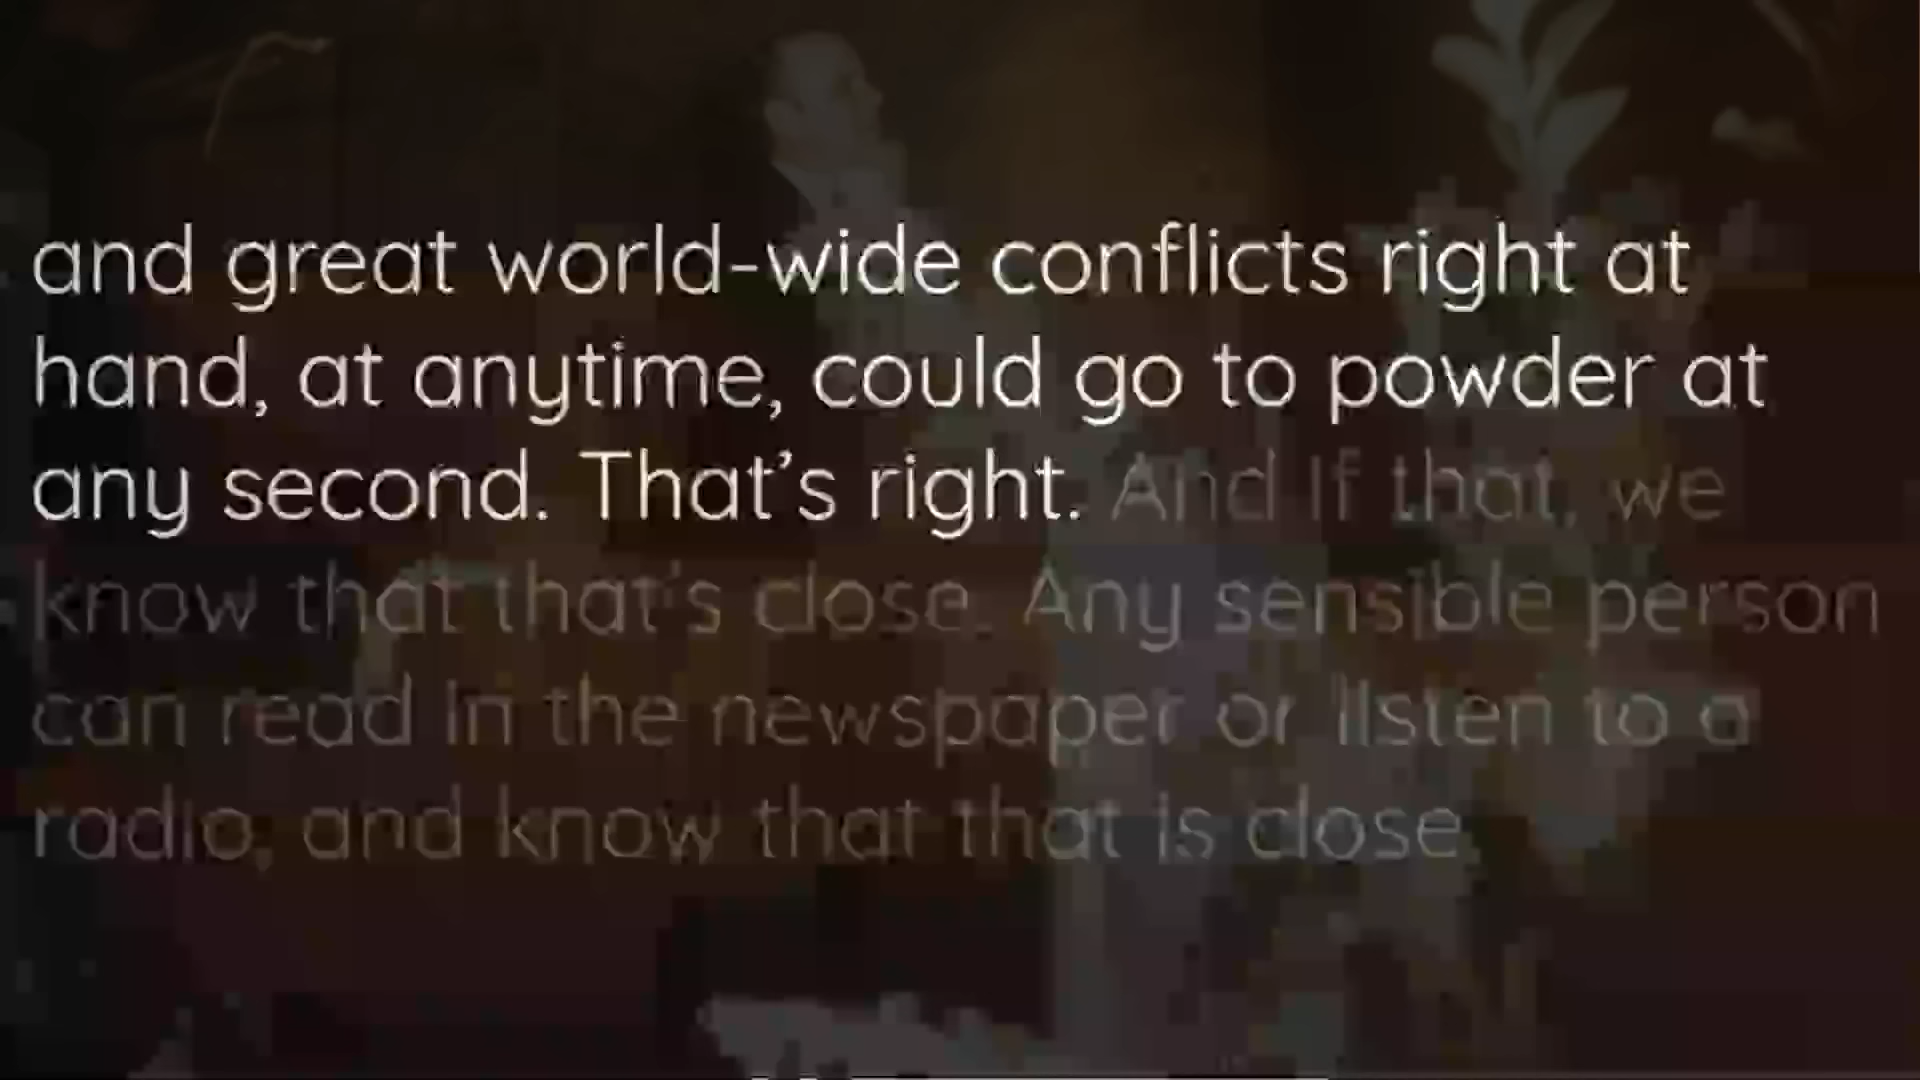 and great world-wide conflicts right at
hand, at anytime, could go to powder at
any second. That’s right. And If that, we
know that that’s close. Any sensible person
can read in the newspaper or listen to a
radio, and know that that is close.